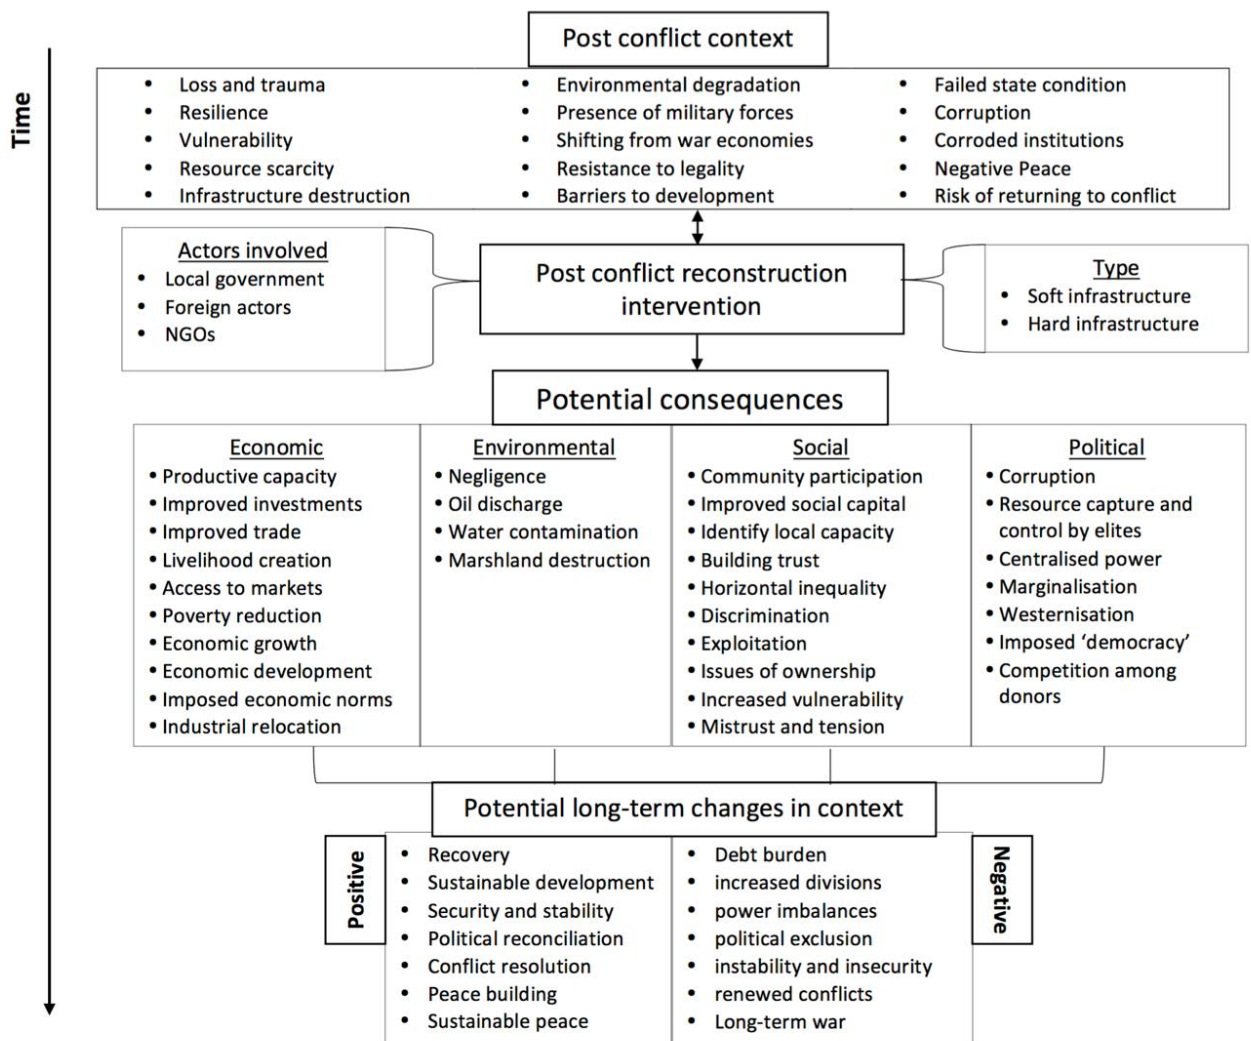 Time
Post conflict context
• Loss and trauma
• Resilience
• Vulnerability
• Resource scarcity
• Infrastructure destruction
• Environmental degradation
• Presence of military forces
• Shifting from war economies
• Resistance to legality
• Barriers to development
• Failed state condition
• Corruption
• Corroded institutions
• Negative Peace
• Risk of returning to conflict
Actors involved
• Local government
• Foreign actors
• NGOs
Post conflict reconstruction
intervention
Type
• Soft infrastructure
• Hard infrastructure
Potential consequences
Economic
• Productive capacity
• Improved investments
• Improved trade
• Livelihood creation
• Access to markets
• Poverty reduction
• Economic growth
• Economic development
• Imposed economic norms
• Industrial relocation
Environmental
• Negligence
• Oil discharge
• Water contamination
• Marshland destruction
Social
• Community participation
• Improved social capital
• Identify local capacity
• Building trust
• Horizontal inequality
• Discrimination
• Exploitation
• Issues of ownership
• Increased vulnerability
• Mistrust and tension
Political
• Corruption
• Resource capture and
control by elites
• Centralised power
• Marginalisation
• Westernisation
• Imposed ‘democracy’
• Competition among
donors
Potential long-term changes in context
Positive
• Recovery
• Sustainable development
• Security and stability
• Political reconciliation
• Conflict resolution
• Peace building
• Sustainable peace
• Debt burden
• increased divisions
• power imbalances
• political exclusion
• instability and insecurity
• renewed conflicts
• Long-term war
Negative